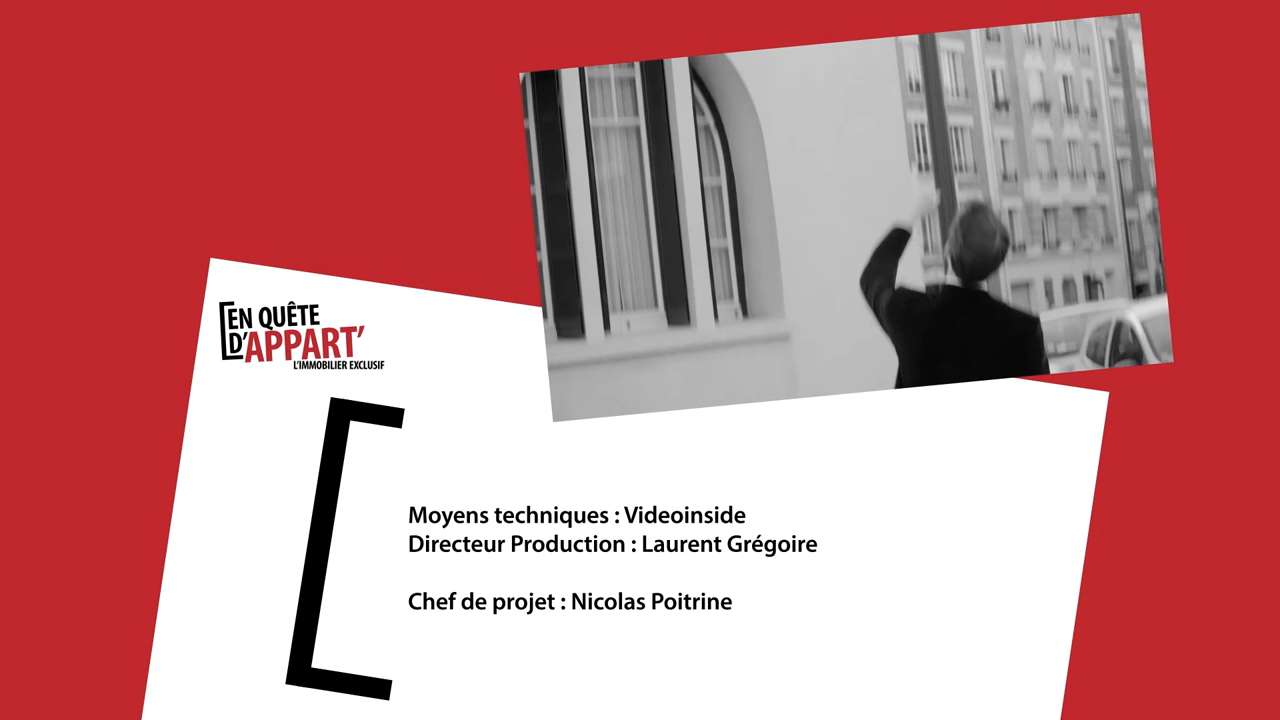 EN QUÊTE
D'APPART'
L'IMMOBILIER EXCLUSIF
Moyens techniques : Videoinside
Directeur Production : Laurent Grégoire
Chef de projet : Nicolas Poitrine